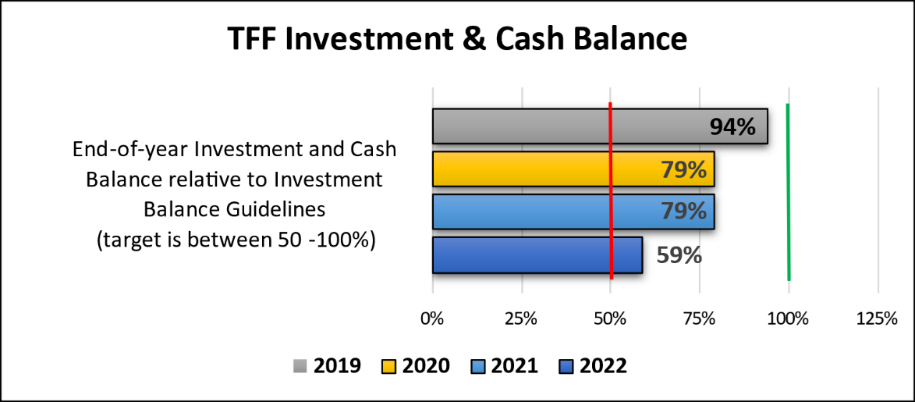 TFF Investment & Cash Balance
End-of-year Investment and Cash
Balance relative to Investment
Balance Guidelines
(target is between 50 -100%)
94%
79%
79%
59%
0% 25% 50% 75% 100% 125%
2019 2020 2021 2022